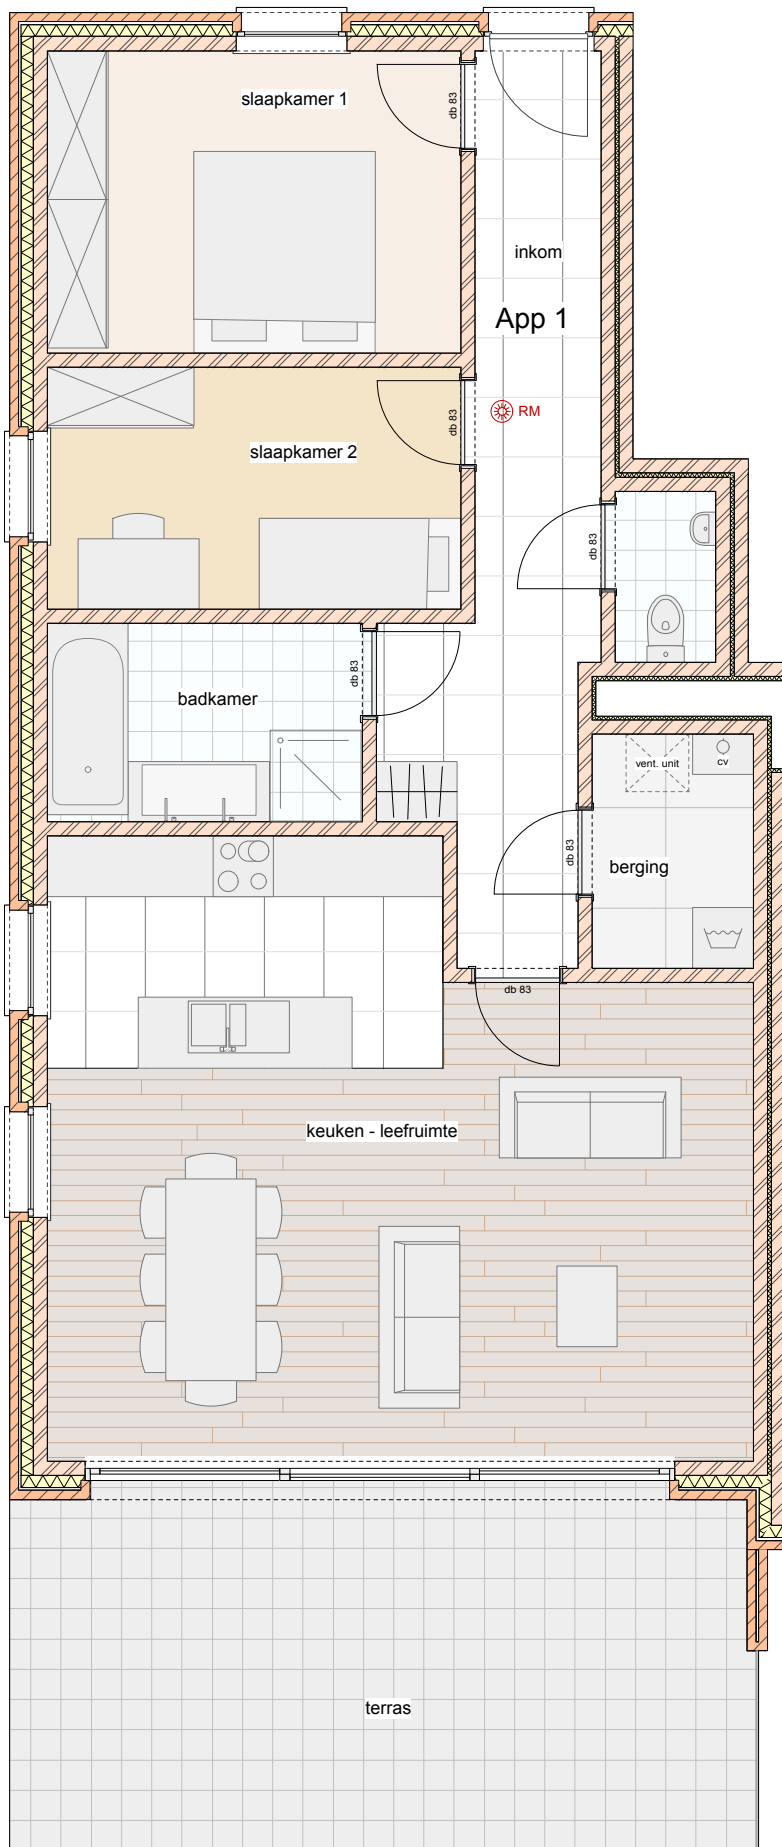 slaapkamer 1
db 83
inkom
App 1
RM
db 83
slaapkamer 2
db 83
db 83
badkamer
vent. unit
cv
db 83
berging
db 83
keuken - leefruimte
terras